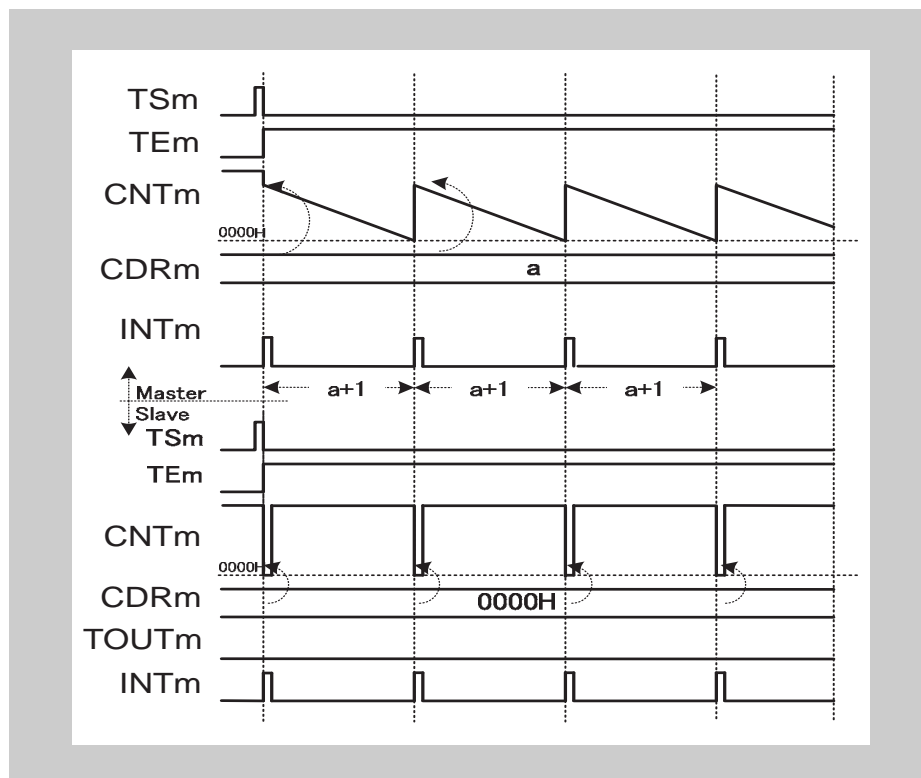 TSm
TEm
CNTm
0000H
CDRm
a
INTm
a+1 a+1 a+1
Master
Slave
TSm
TEm
CNTm
0000H
CDRm
0000H
TOUTm
INTm